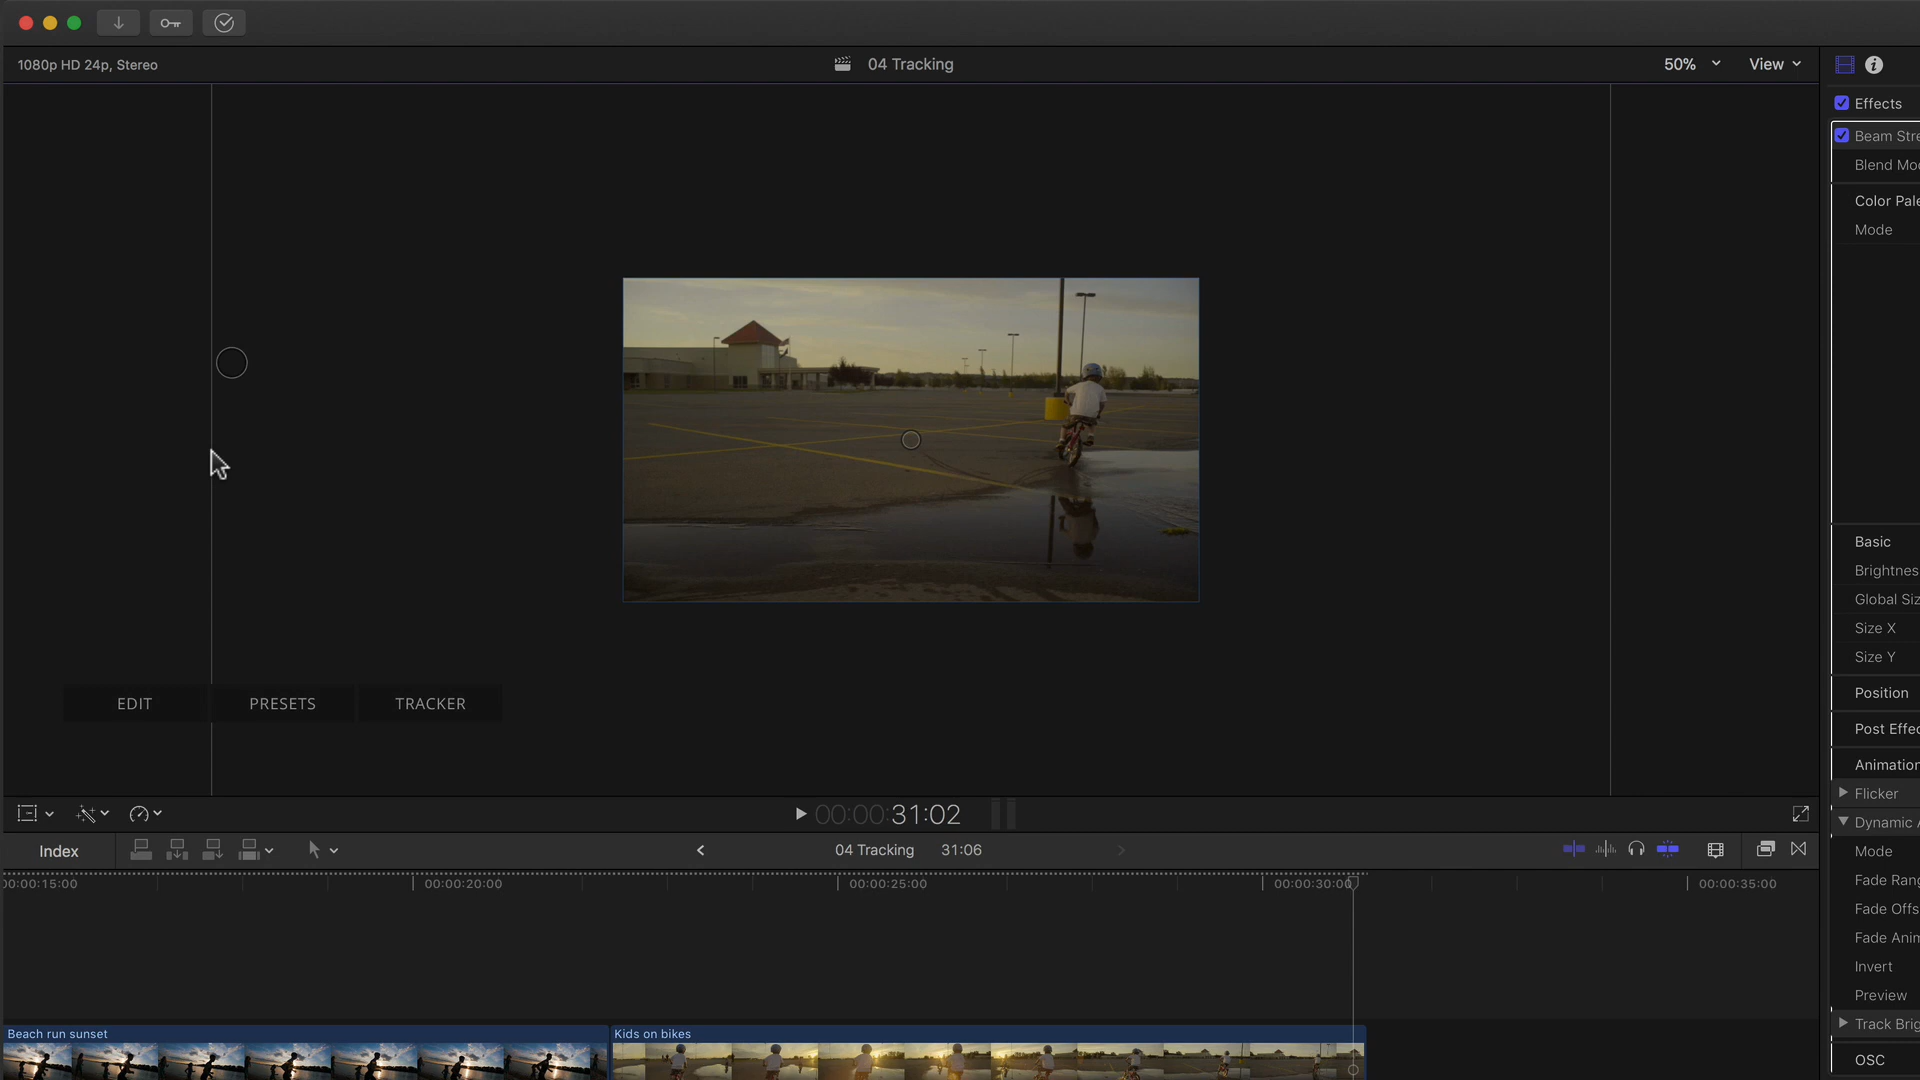 1080p HD 24p, Stereo
04 Tracking
50%
View
Effects
Beam Stre
Blend Mo
Color Pale
Mode
Basic
Brightnes
Global Siz
Size X
Size Y
Position
Post Effec
Animation
Flicker
Dynamic A
Mode
Fade Rang
Fade Offs
Fade Anim
Invert
Preview
Track Brig
OSC
EDIT
PRESETS
TRACKER
00:00:31:02
Index
04 Tracking
31:06
00:00:15:00
00:00:20:00
00:00:25:00
00:00:30:00
00:00:35:00
Beach run sunset
Kids on bikes